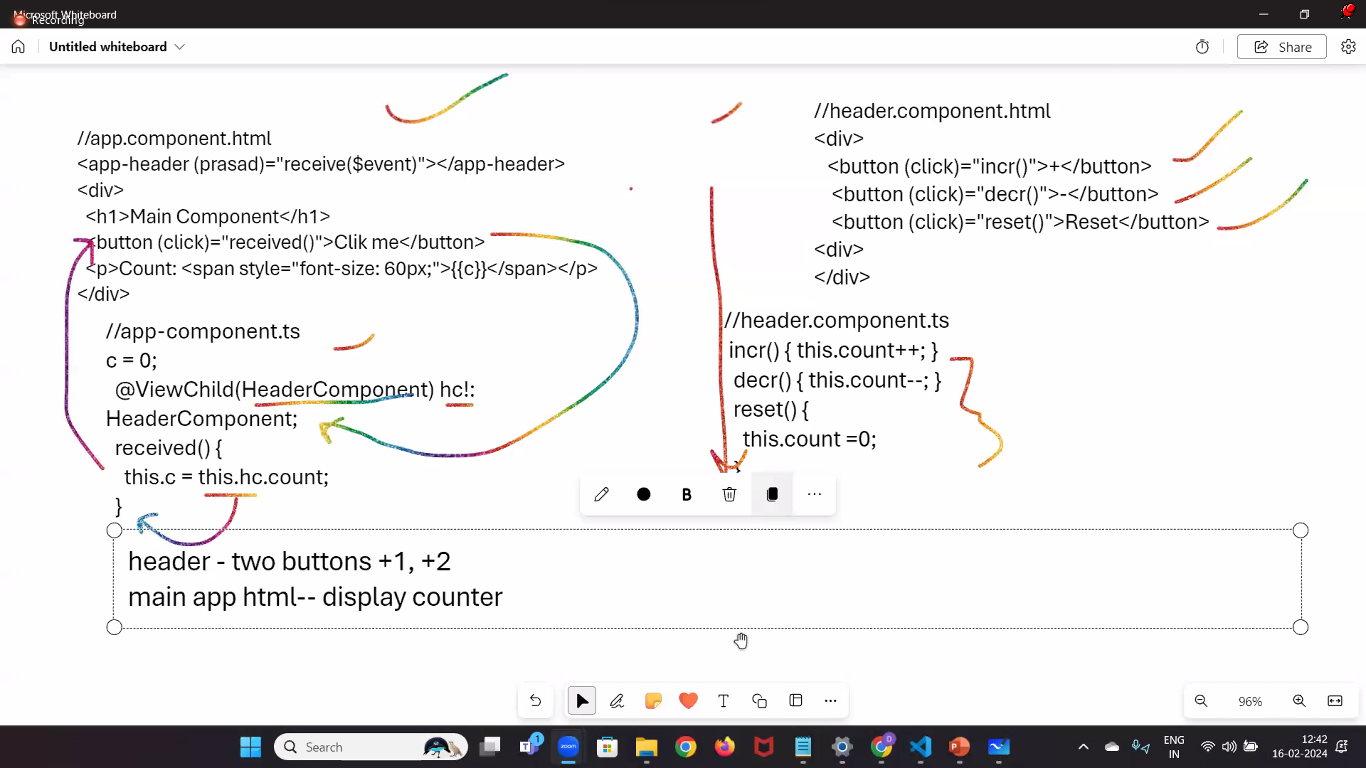 Microsoft Whiteboard
Recording
Untitled whiteboard
Share
//app.component.html
<app-header (prasad)="receive($event)"></app-header>
<div>
<h1>Main Component</h1>
<button (click)="received()">Clik me</button>
<p>Count: <span style="font-size: 60px;">{{c}}</span></p>
</div>
//app-component.ts
c = 0;
@ViewChild(HeaderComponent) hc!:
HeaderComponent;
received() {
this.c = this.hc.count;
}
//header.component.html
<div>
<button (click)="incr()">+</button>
<button (click)="decr()">-</button>
<button (click)="reset()">Reset</button>
<div>
</div>
//header.component.ts
incr() { this.count++; }
decr() { this.count--; }
reset() {
this.count =0;
}
B
header - two buttons +1, +2
main app html-- display counter
96%
Search
1
zoom
D
ENG
IN
12:42
16-02-2024